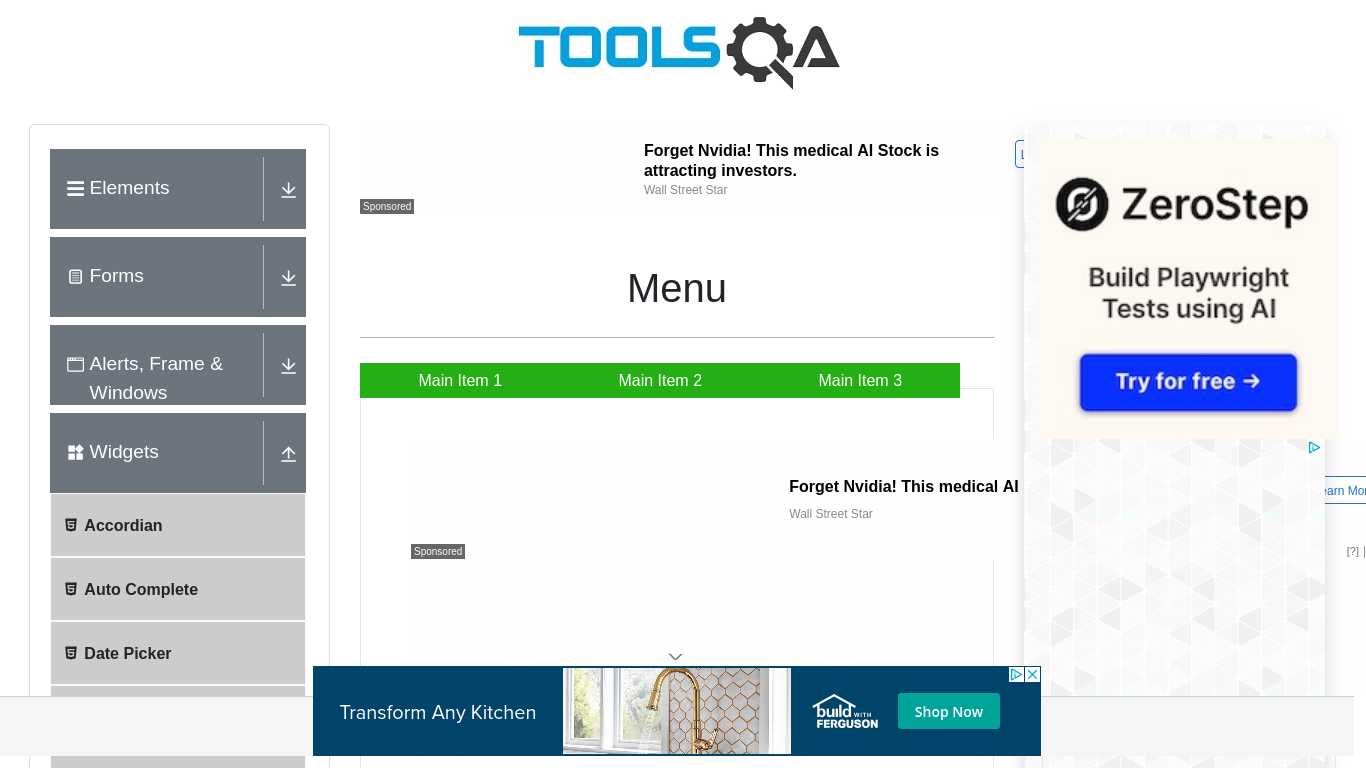 TOOLSQA
Elements
Forms
Alerts, Frame &
Windows
Widgets
Accordian
Auto Complete
Date Picker
Forget Nvidia! This medical AI Stock is
attracting investors.
Wall Street Star
Sponsored
Menu
Main Item 1
Main Item 2
Main Item 3
Forget Nvidia! This medical AI
Wall Street Star
Sponsored
ZeroStep
Build Playwright
Tests using AI
Try for free →
earn Mor
[?]
Transform Any Kitchen
build WITH
FERGUSON
Shop Now